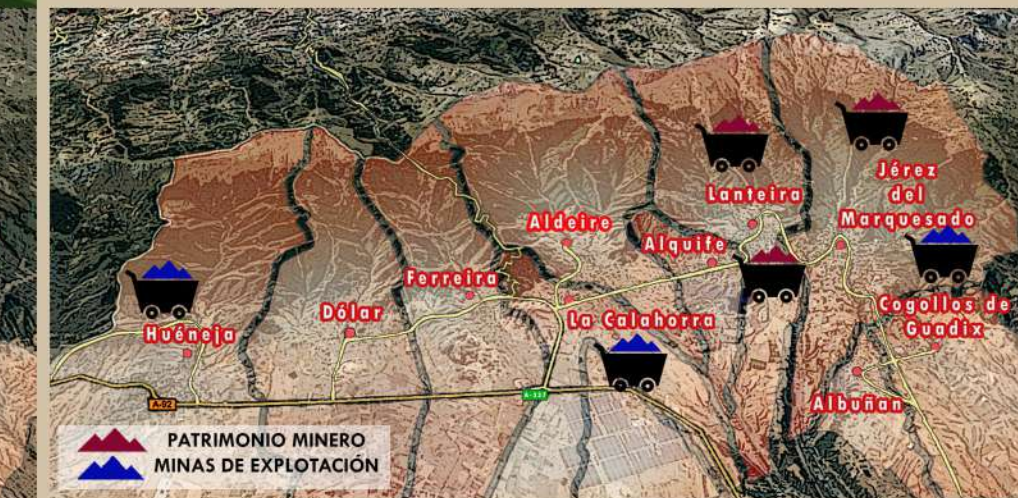 Jérez
del
Marquesado
Lanteira
Aldeire
Alquife
Ferreira
Cogollos de
Guadix
Dólar
La Calahorra
Huéneja
Albuñan
A-92
A-337
PATRIMONIO MINERO
MINAS DE EXPLOTACIÓN